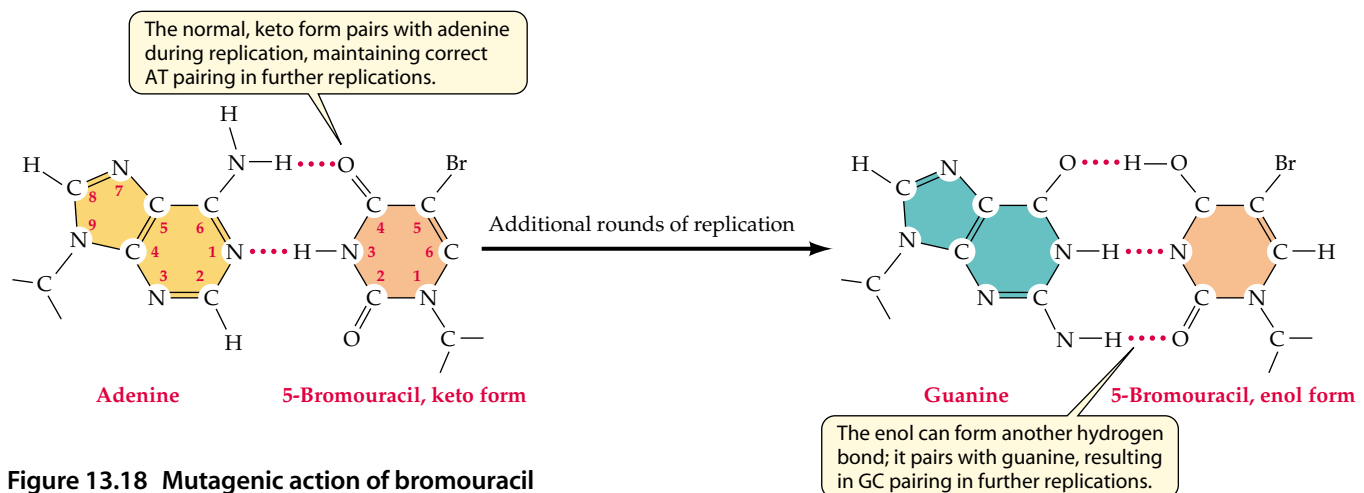 The normal, keto form pairs with adenine
during replication, maintaining correct
AT pairing in further replications.
H
H N H O Br
N C
C 8 7 C C C C
N 9 5 6 4 5
C 4 1 N H N 3 6 C
3 2 2 1
N C C N
C H O C
Adenine
5-Bromouracil, keto form
Additional rounds of replication
O H O Br
H N
C C C C C
N C N H N C H
N C C N
C N H O C
Guanine
5-Bromouracil, enol form
The enol can form another hydrogen
bond; it pairs with guanine, resulting
in GC pairing in further replications.
Figure 13.18 Mutagenic action of bromouracil